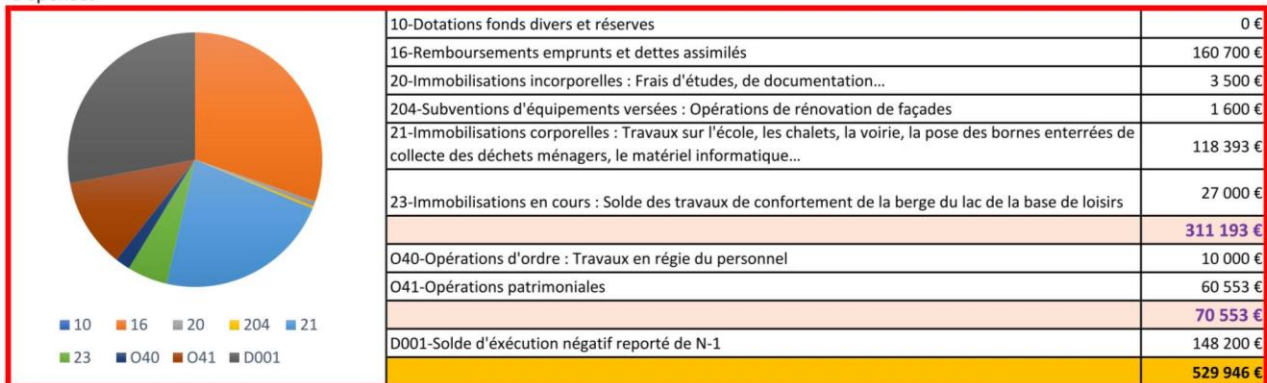 10-Dotations fonds divers et réserves 0 €
16-Remboursements emprunts et dettes assimilés 160 700 €
20-Immobilisations incorporelles : Frais d'études, de documentation... 3 500 €
204-Subventions d'équipements versées : Opérations de rénovation de façades 1 600 €
21-Immobilisations corporelles : Travaux sur l'école, les chalets, la voirie, la pose des bornes enterrées de
collecte des déchets ménagers, le matériel informatique... 118 393 €
23-Immobilisations en cours : Solde des travaux de confortement de la berge du lac de la base de loisirs 27 000 €
311 193 €
O40-Opérations d'ordre : Travaux en régie du personnel 10 000 €
O41-Opérations patrimoniales 60 553 €
70 553 €
D001-Solde d'éxécution négatif reporté de N-1 148 200 €
529 946 €
10 16 20 204 21
23 O40 O41 D001